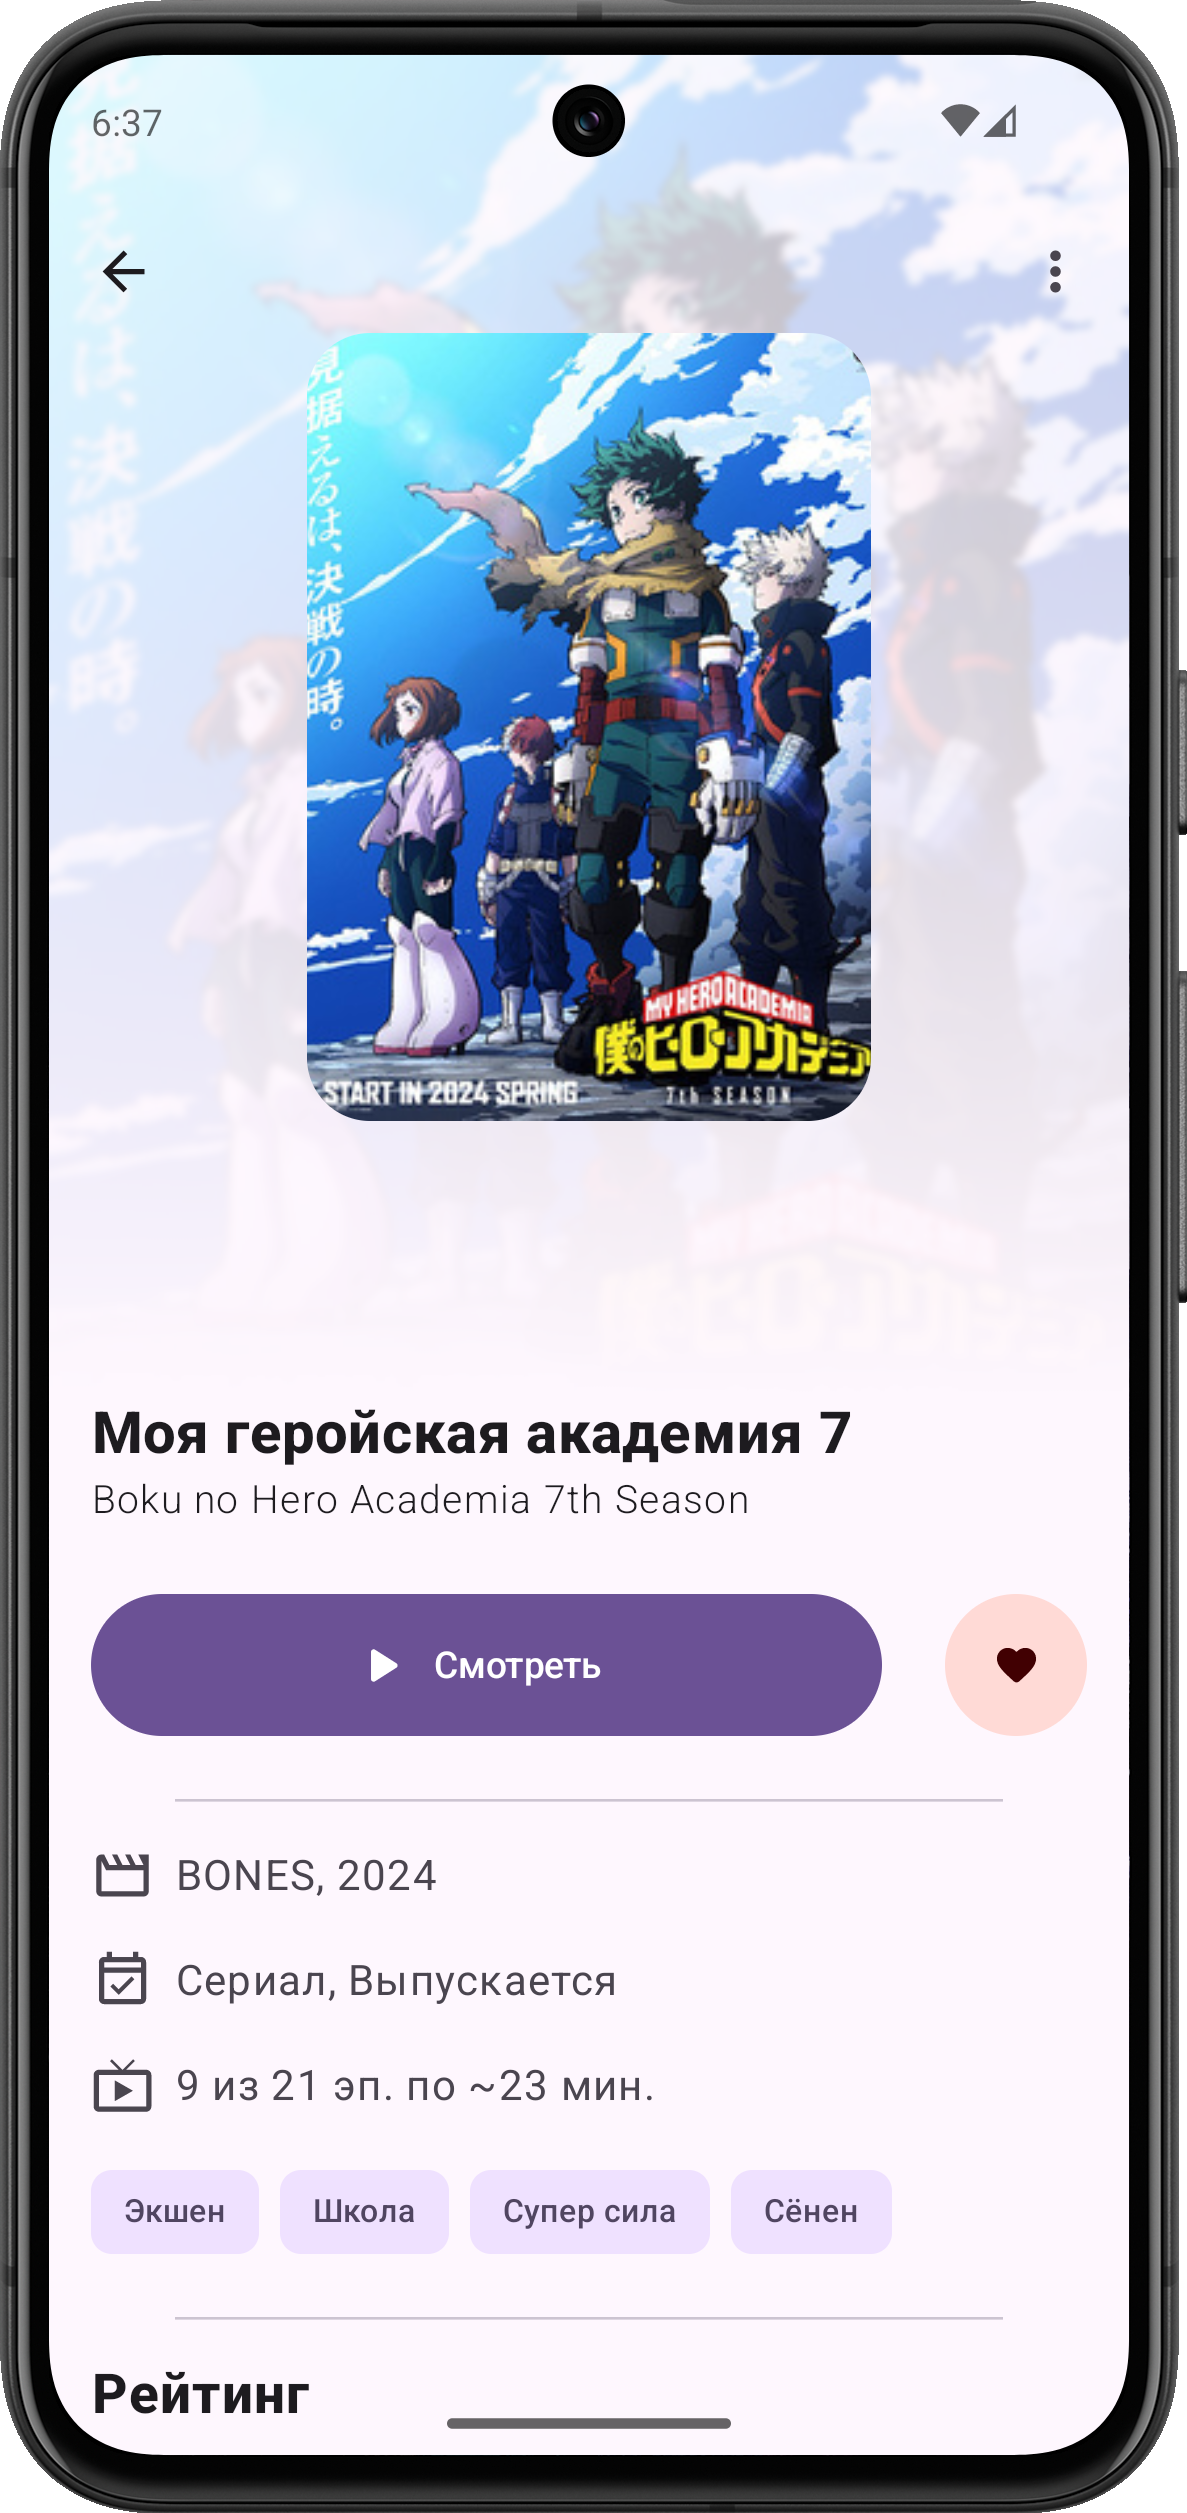 6:37
見据えるは、決戦の時。
MY HERO ACADEMIA
僕のヒーローアカデミア
START IN 2024 SPRING
7th SEASON
Моя геройская академия 7
Boku no Hero Academia 7th Season
Смотреть
BONES, 2024
Сериал, Выпускается
9 из 21 эп. по ~23 мин.
Экшен
Школа
Супер сила
Сёнен
Рейтинг